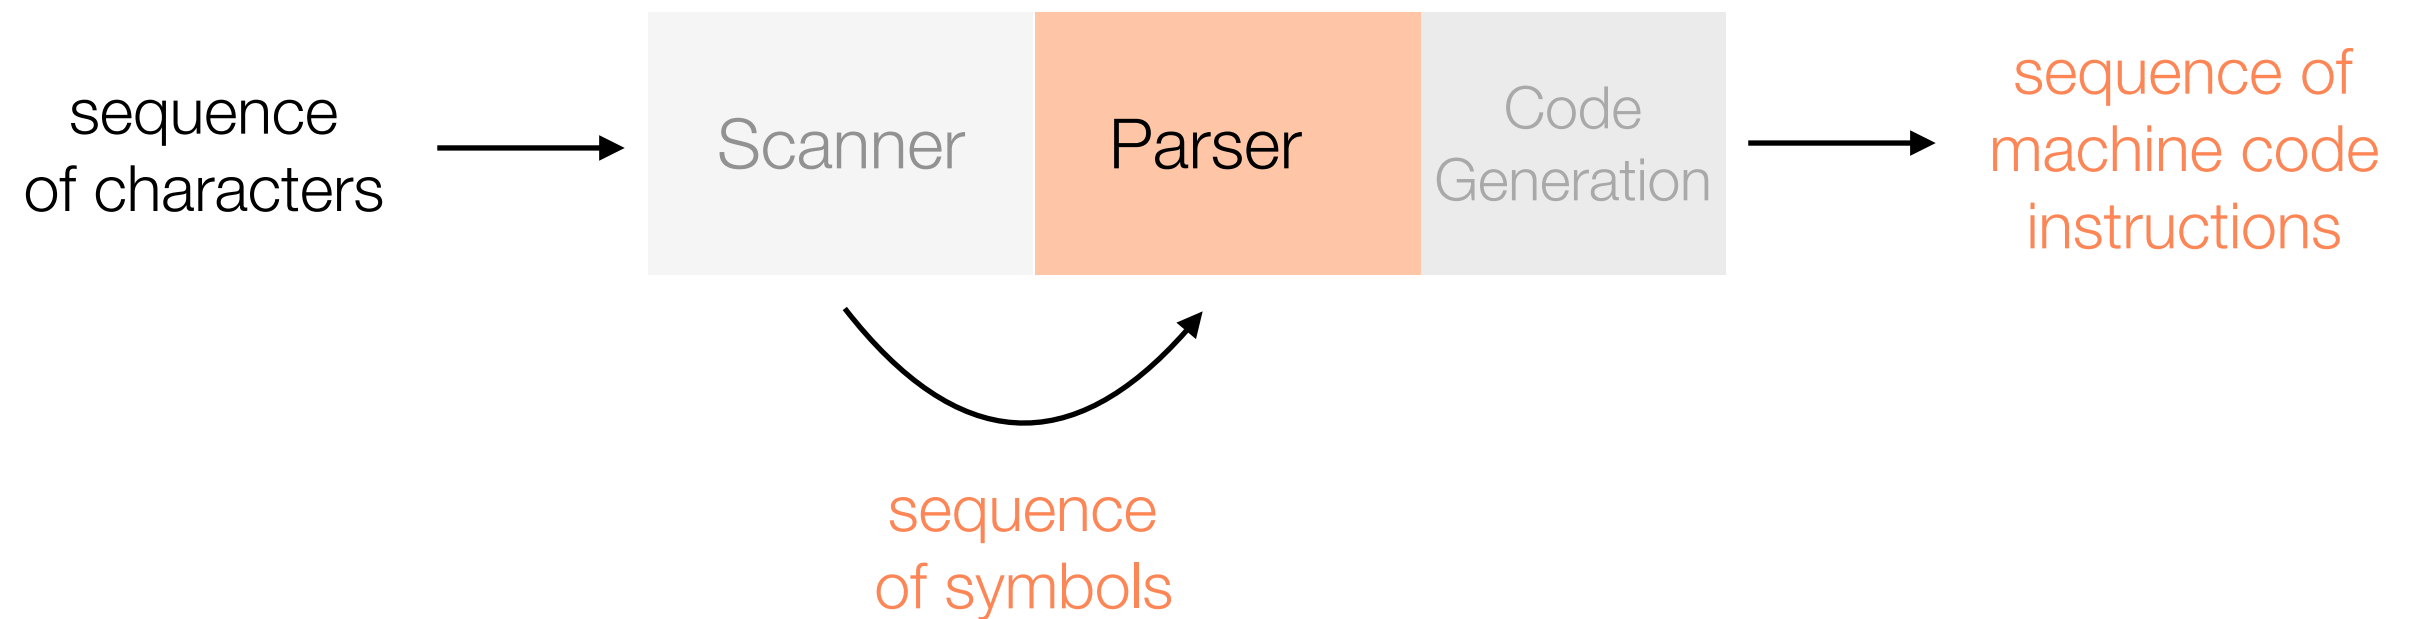 sequence
of characters
Scanner
Parser
Code
Generation
sequence of
machine code
instructions
sequence
of symbols